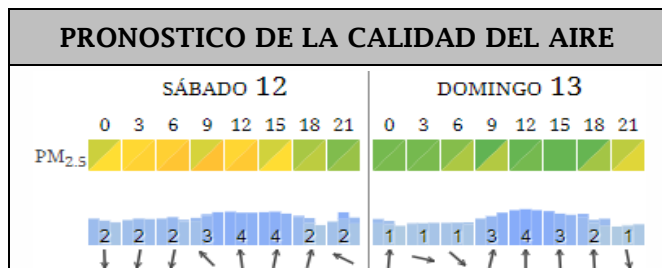 PRONOSTICO DE LA CALIDAD DEL AIRE
SÁBADO 12 DOMINGO 13
0 3 6 9 12 15 18 21 0 3 6 9 12 15 18 21
PM2.5
2 2 2 3 4 4 2 2 1 1 1 3 4 3 2 1